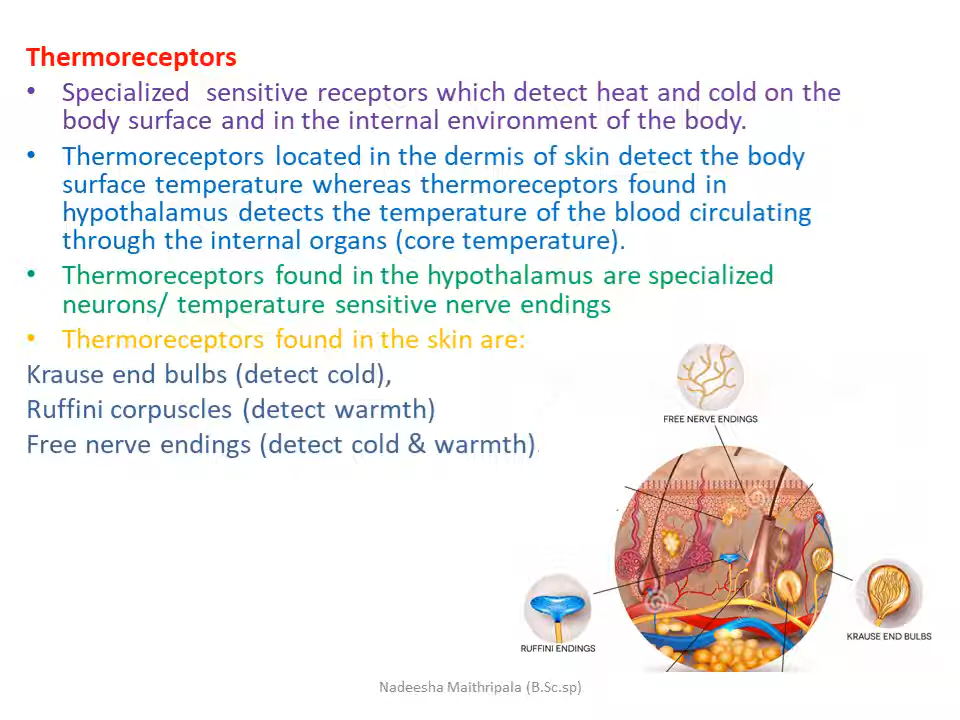 Thermoreceptors
• Specialized sensitive receptors which detect heat and cold on the
body surface and in the internal environment of the body.
• Thermoreceptors located in the dermis of skin detect the body
surface temperature whereas thermoreceptors found in
hypothalamus detects the temperature of the blood circulating
through the internal organs (core temperature).
• Thermoreceptors found in the hypothalamus are specialized
neurons/ temperature sensitive nerve endings
• Thermoreceptors found in the skin are:
Krause end bulbs (detect cold),
Ruffini corpuscles (detect warmth)
Free nerve endings (detect cold & warthm)
FREE NERVE ENDINGS
RUFFINI ENDINGS
KRAUSE END BULBS
Nadeesha Maithripala (B.Sc.sp)